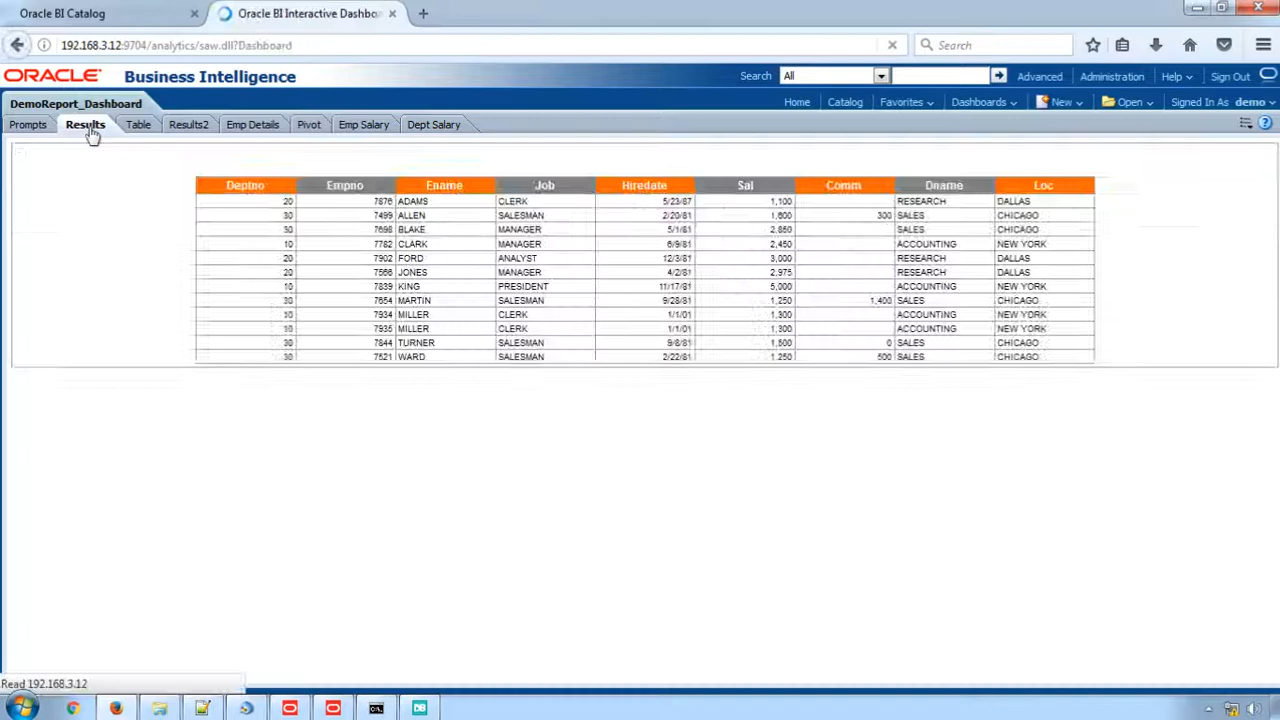 Oracle BI Catalog
Oracle BI Interactive Dashbo
192.168.3.12:9704/analytics/saw.dll?Dashboard
Search
ORACLE Business Intelligence
Search All Advanced Administration Help Sign Out
DemoReport_Dashboard
Home Catalog Favorites Dashboards New Open Signed In As demo
Prompts Results Table Results2 Emp Details Pivot Emp Salary Dept Salary
Deptno Empno Ename Job Hiredate Sal Comm Dname Loc
20 7876 ADAMS CLERK 5/23/87 1,100 RESEARCH DALLAS
30 7499 ALLEN SALESMAN 2/20/81 1,600 300 SALES CHICAGO
30 7698 BLAKE MANAGER 5/1/81 2,850 SALES CHICAGO
10 7782 CLARK MANAGER 6/9/81 2,450 ACCOUNTING NEW YORK
20 7902 FORD ANALYST 12/3/81 3,000 RESEARCH DALLAS
20 7566 JONES MANAGER 4/2/81 2,975 RESEARCH DALLAS
10 7839 KING PRESIDENT 11/17/81 5,000 ACCOUNTING NEW YORK
30 7654 MARTIN SALESMAN 9/28/81 1,250 1,400 SALES CHICAGO
10 7934 MILLER CLERK 1/1/01 1,300 ACCOUNTING NEW YORK
10 7935 MILLER CLERK 1/1/01 1,300 ACCOUNTING NEW YORK
30 7844 TURNER SALESMAN 9/8/81 1,500 0 SALES CHICAGO
30 7521 WARD SALESMAN 2/22/81 1,250 500 SALES CHICAGO
Read 192.168.3.12